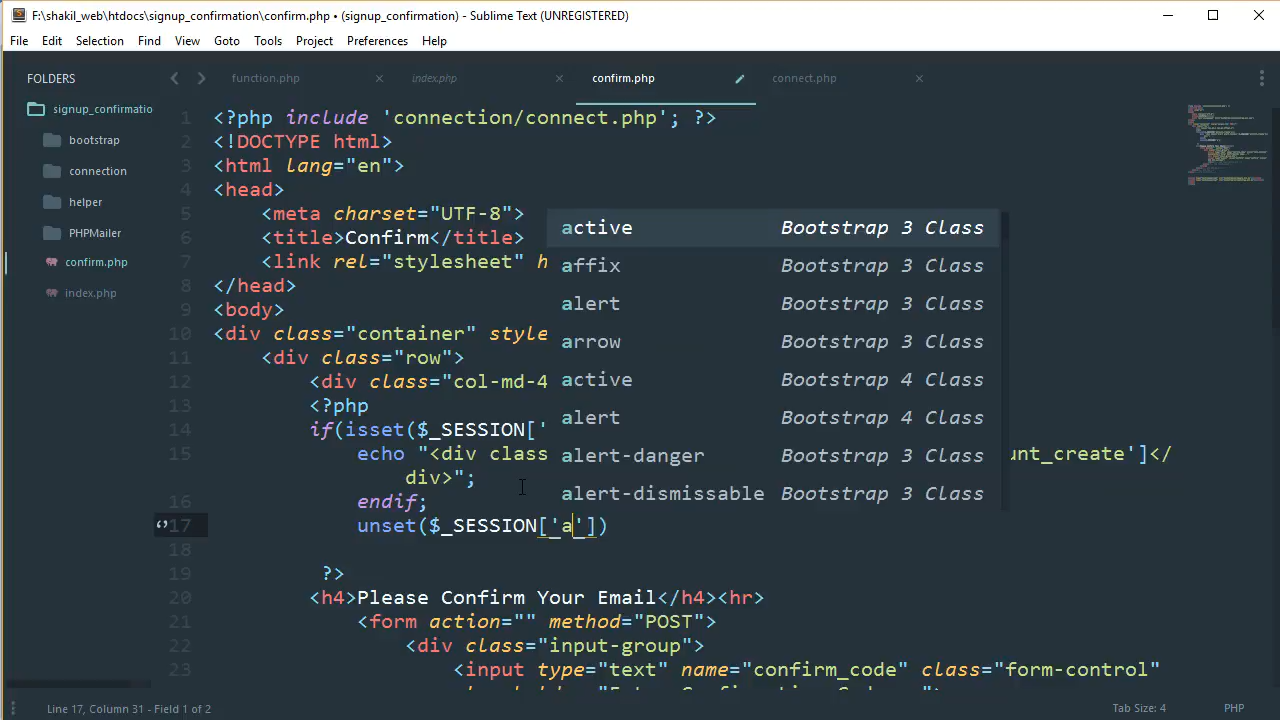 F:\shakil_web\htdocs\signup_confirmation\confirm.php • (signup_confirmation) - Sublime Text (UNREGISTERED)
File Edit Selection Find View Goto Tools Project Preferences Help
FOLDERS
signup_confirmatio
bootstrap
connection
helper
PHPMailer
confirm.php
index.php
function.php index.php confirm.php connect.php
1 <?php include 'connection/connect.php'; ?>
2 <!DOCTYPE html>
3 <html lang="en">
4 <head>
5 <meta charset="UTF-8">
6 <title>Confirm</title>
7 <link rel="stylesheet" h
8 </head>
9 <body>
10 <div class="container" style
11 <div class="row">
12 <div class="col-md-4
13 <?php
14 if(isset($_SESSION['
15 echo "<div class unt_create']</
div>";
16 endif;
17 unset($_SESSION['a'])
18
19 ?>
20 <h4>Please Confirm Your Email</h4><hr>
21 <form action="" method="POST">
22 <div class="input-group">
23 <input type="text" name="confirm_code" class="form-control"
active Bootstrap 3 Class
affix Bootstrap 3 Class
alert Bootstrap 3 Class
arrow Bootstrap 3 Class
active Bootstrap 4 Class
alert Bootstrap 4 Class
alert-danger Bootstrap 3 Class
alert-dismissable Bootstrap 3 Class
Line 17, Column 31 - Field 1 of 2
Tab Size: 4
PHP